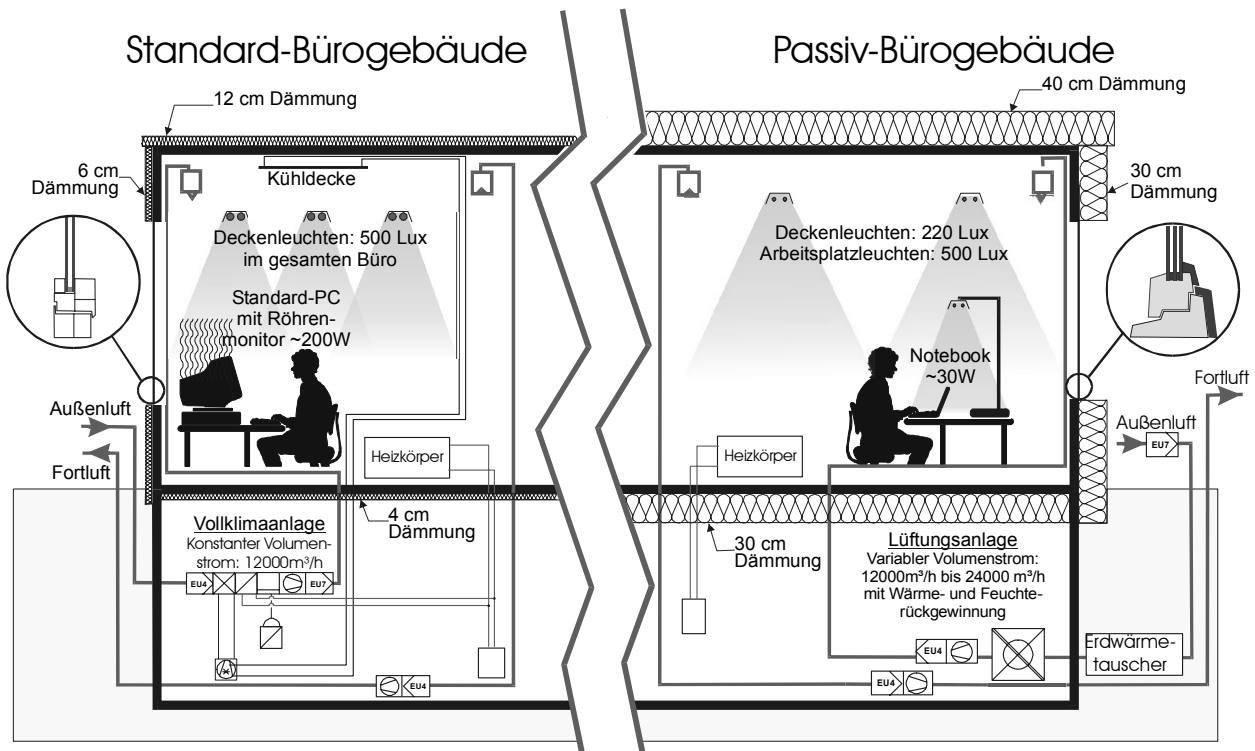 Standard-Bürogebäude
12 cm Dämmung
6 cm
Dämmung
Kühldecke
Deckenleuchten: 500 Lux
im gesamten Büro
Standard-PC
mit Röhren-
monitor ~200W
Außenluft
Fortluft
Heizkörper
4 cm
Dämmung
Vollklimaanlage
Konstanter Volumen-
strom: 12000m³/h
EU4
EU7
EU4
Passiv-Bürogebäude
40 cm Dämmung
30 cm
Dämmung
Deckenleuchten: 220 Lux
Arbeitsplatzleuchten: 500 Lux
Notebook
~30W
Fortluft
Außenluft
EU7
Heizkörper
30 cm
Dämmung
Lüftungsanlage
Variabler Volumenstrom:
12000m³/h bis 24000 m³/h
mit Wärme- und Feuchte-
rückgewinnung
EU4
Erdwärme-
tauscher
EU4